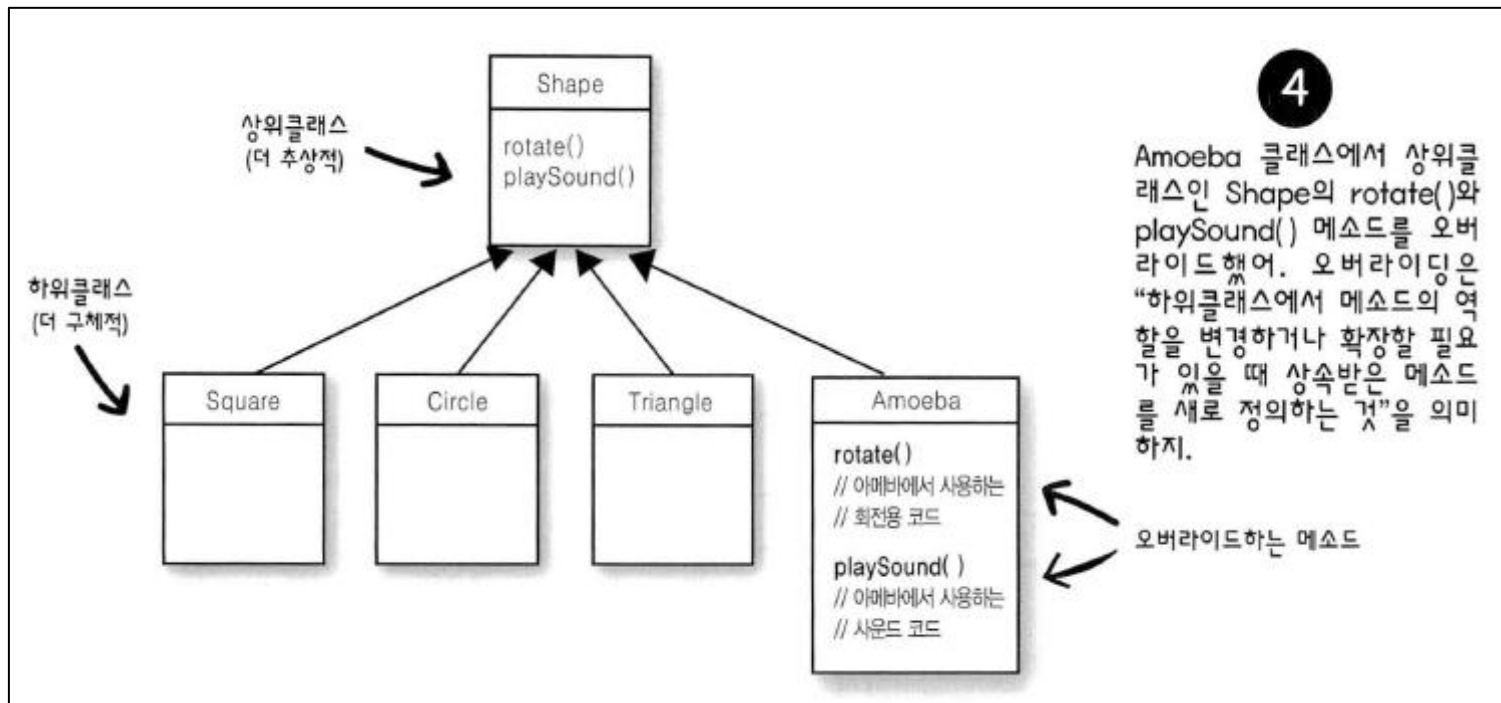 Shape
rotate()
playSound()
상위클래스
(더 추상적)
하위클래스
(더 구체적)
Square
Circle
Triangle
Amoeba
rotate()
// 아메바에서 사용하는
// 회전용 코드
playSound( )
// 아메바에서 사용하는
// 사운드 코드
4
Amoeba 클래스에서 상위클
래스인 Shape의 rotate()와
playSound() 메소드를 오버
라이드했어. 오버라이딩은
“하위클래스에서 메소드의 역
할을 변경하거나 확장할 필요
가 있을 때 상속받은 메소드
를 새로 정의하는 것”을 의미
하지.
오버라이드하는 메소드